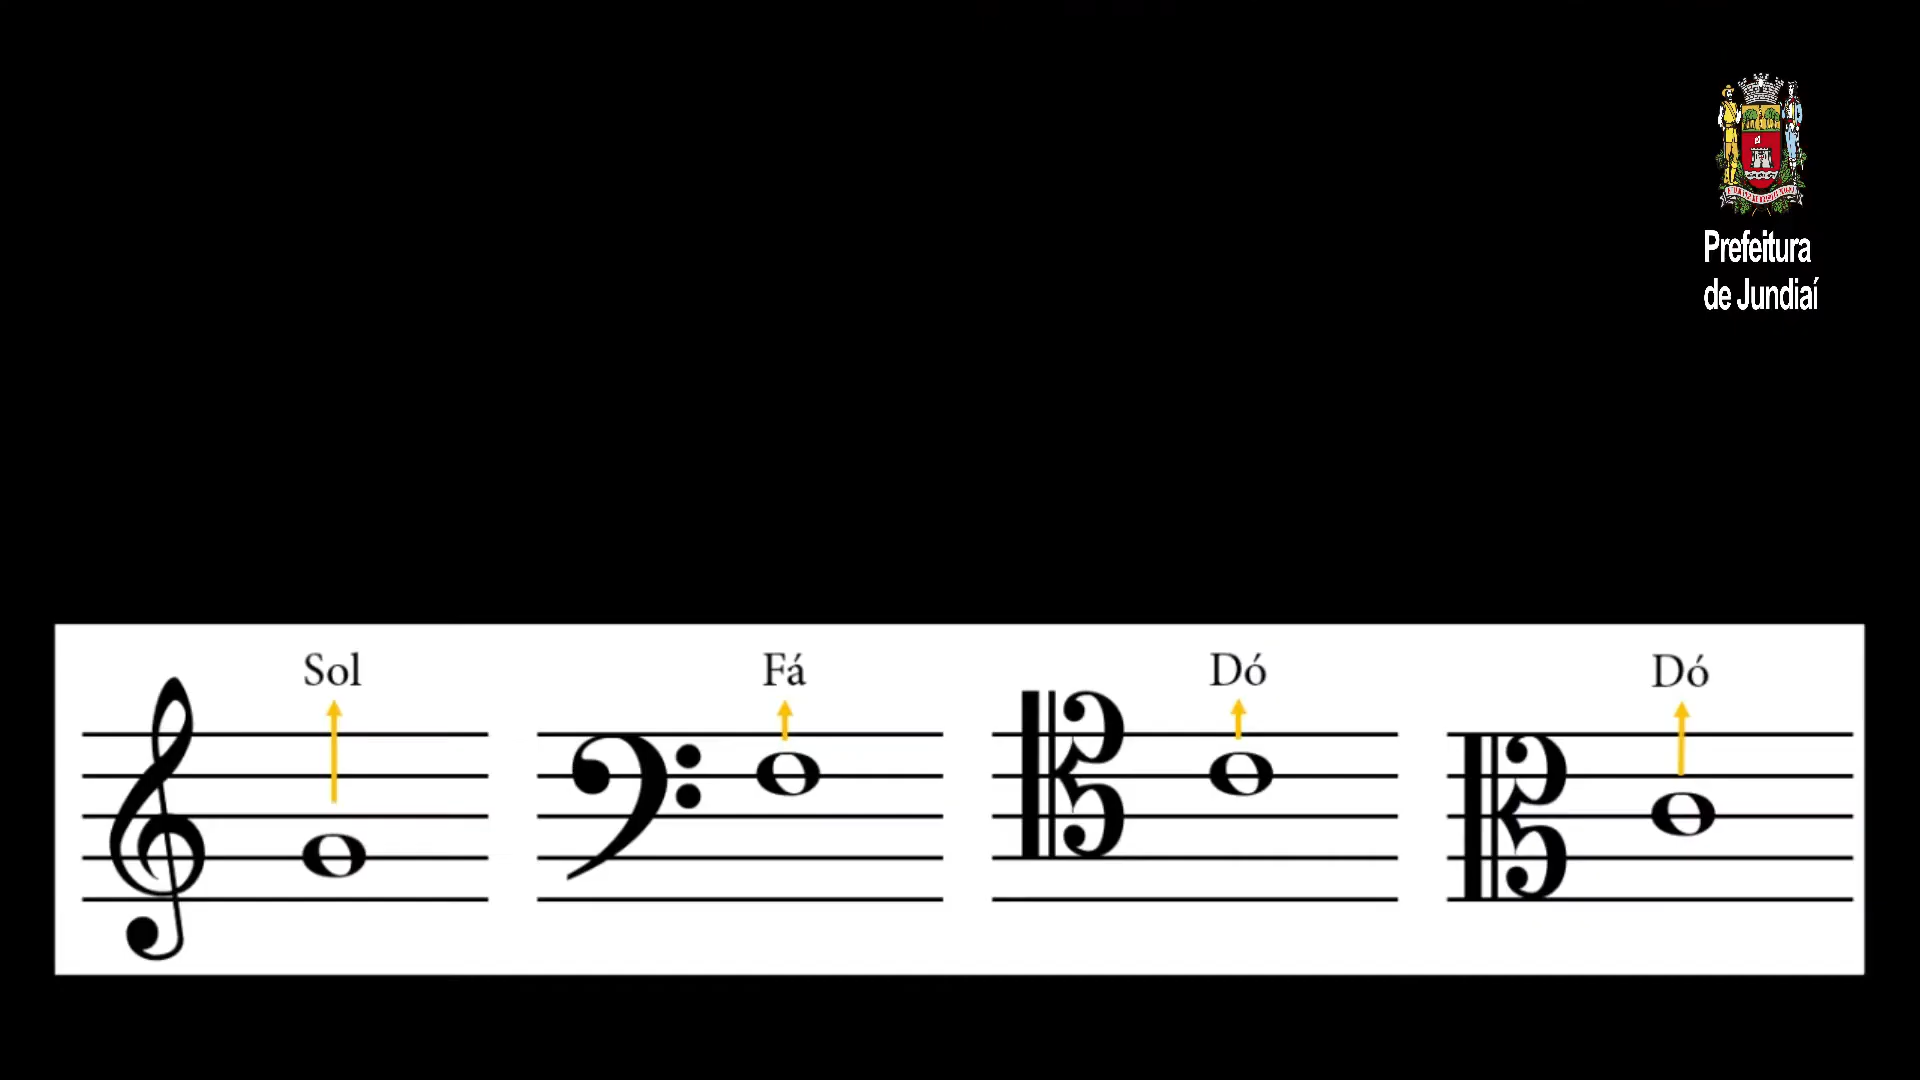 Prefeitura
de Jundiaí
Sol
Fá
Dó
Dó